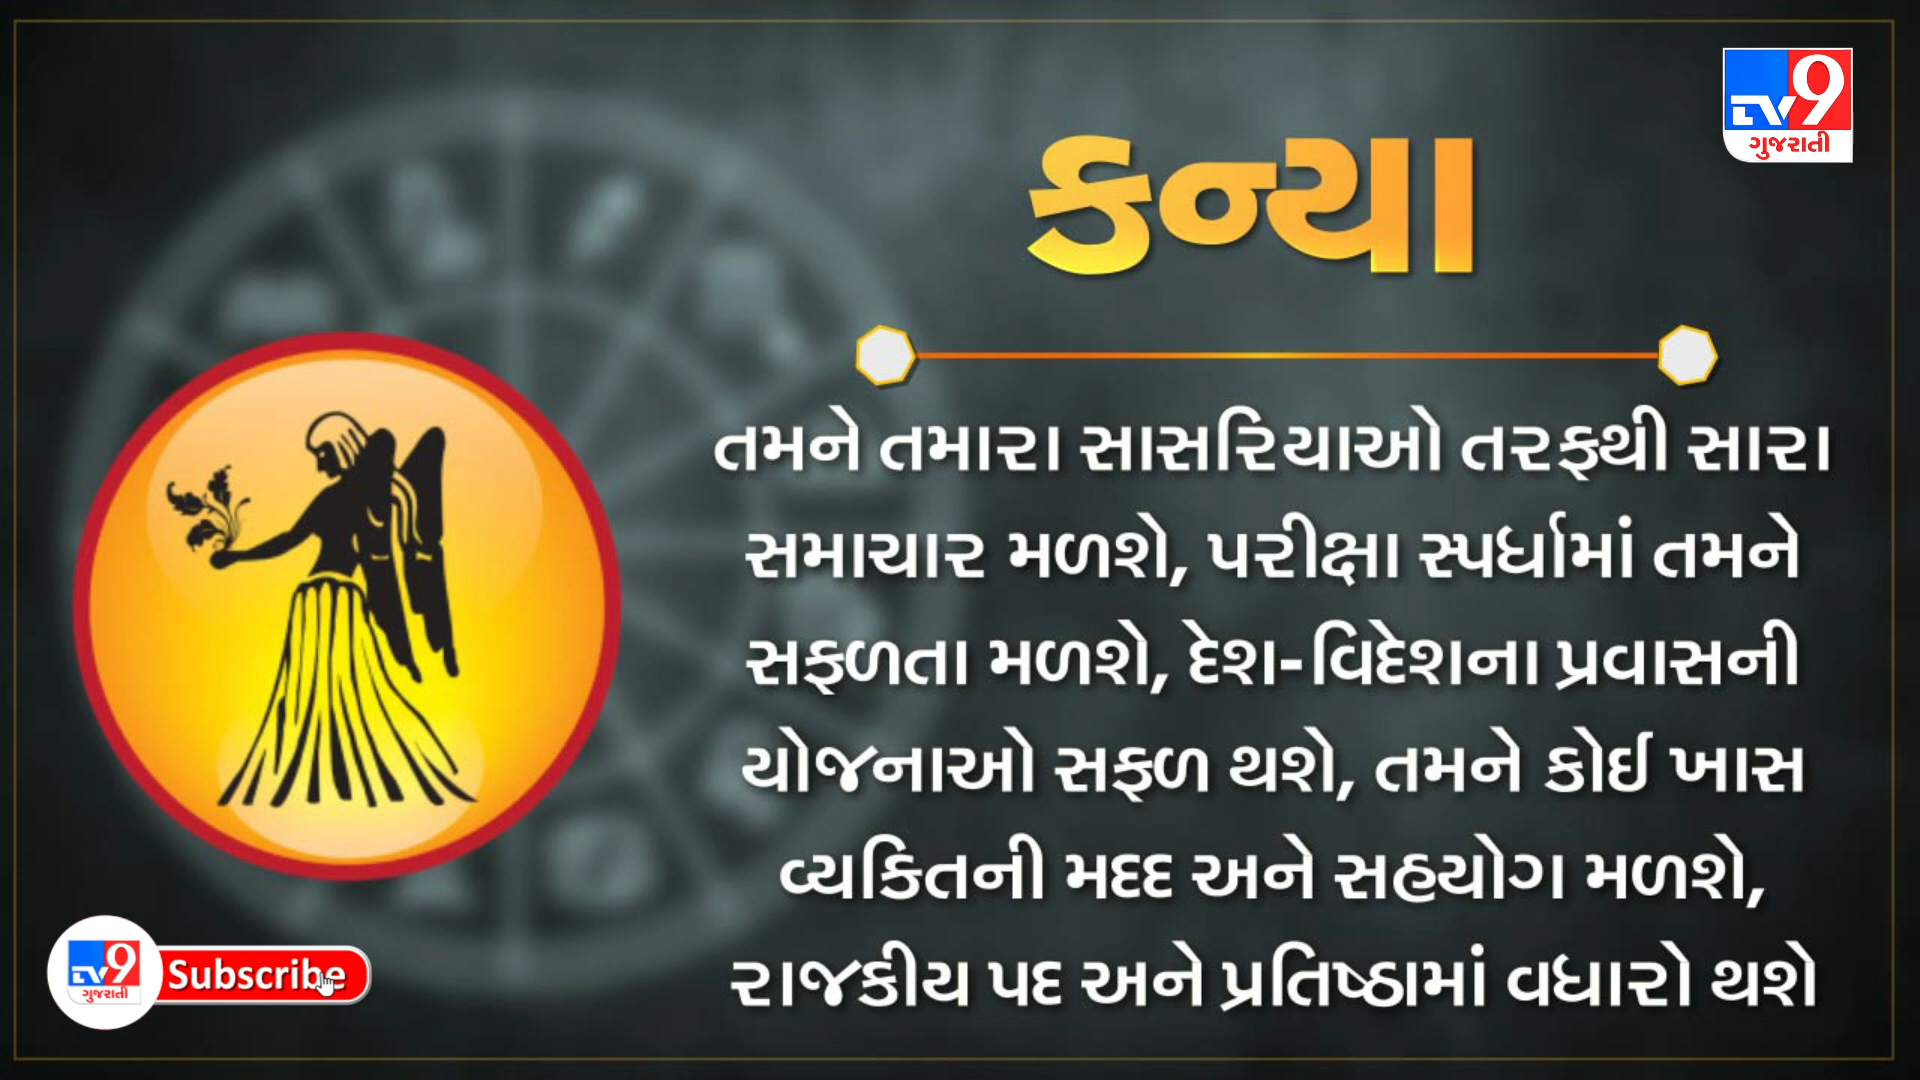 TV9
ગુજરાતી
કન્યા
તમને તમારા સાસરિયાઓ તરફથી સારા
સમાચાર મળશે, પરીક્ષા સ્પર્ધામાં તમને
સફળતા મળશે, દેશ-વિદેશના પ્રવાસની
યોજનાઓ સફળ થશે, તમને કોઈ ખાસ
વ્યકિતની મદદ અને સહયોગ મળશે,
રાજકીય પદ અને પ્રતિષ્ઠામાં વધારો થશે
TV9
ગુજરાતી
Subscribe